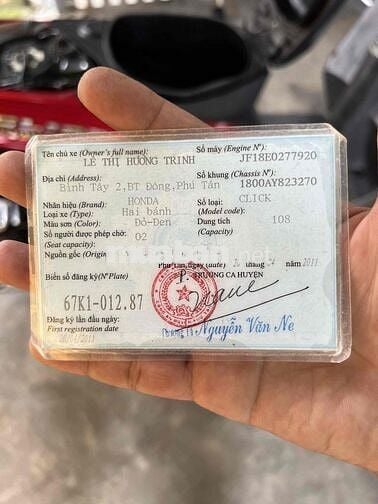 Tên chủ xe (Owner's full name): Số máy (Engine Nº):
LÊ THỊ HƯƠNG TRINH JF18E0277920
Địa chỉ (Address): Số khung (Chassis Nº)
Bình Tây 2,BT Đông,Phú Tân 1800AY823270
Nhãn hiệu (Brand): HONDA Số loại: CLICK
Loại xe (Type): Hai bánh (Model code):
Màu sơn (Color): Đỏ-Đen Dung tích 108
Số người được phép chở: 02 (Capacity)
(Seat capacity)
Nguồn gốc (Origin năm 2011
Biển số đăng ký(NºPlate) P. TRƯỞNG CA HUYỆN
67K1-012.87
Đăng ký lần đầu ngày:
First registration date Nguyễn Văn Ne
2011